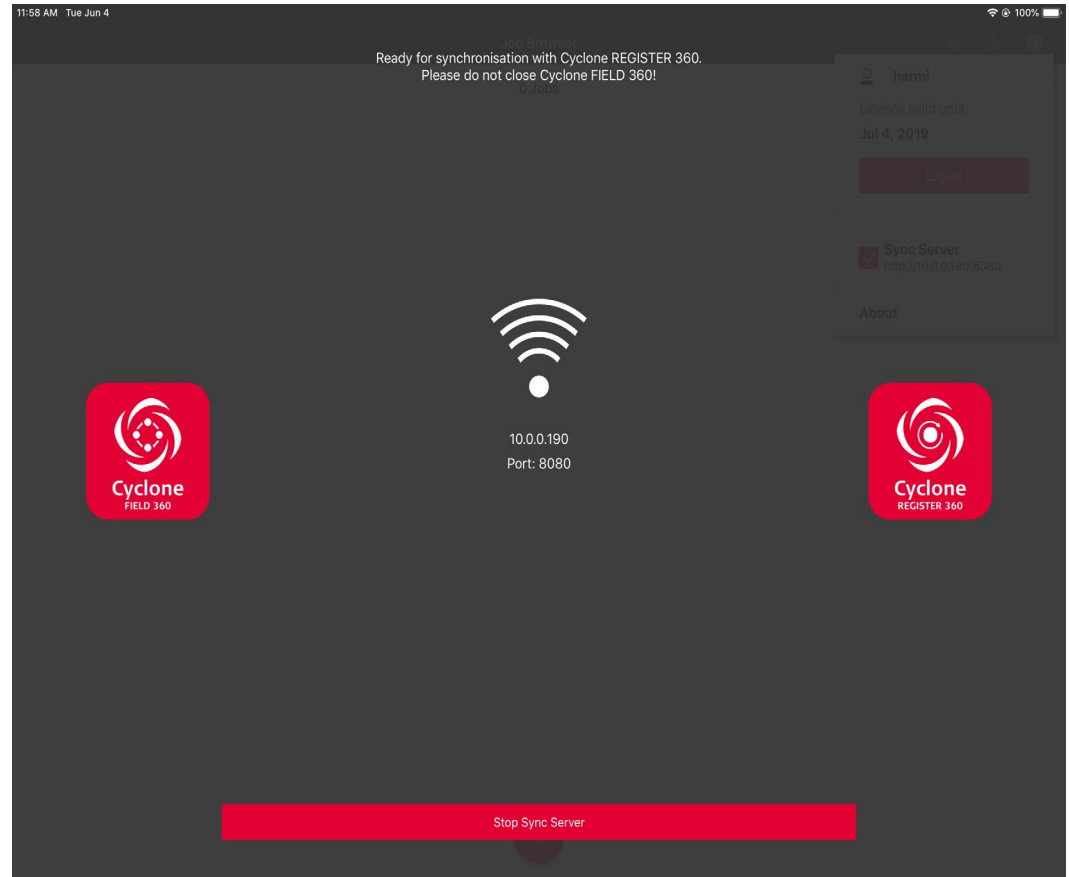 11:58 AM Tue Jun 4
100%
Job Browser
Ready for synchronisation with Cyclone REGISTER 360.
Please do not close Cyclone FIELD 360!
0 Jobs
harmi
Licence valid until:
Jul 4, 2019
Logout
Sync Server
http://10.0.0.190:8080
About
10.0.0.190
Port: 8080
Cyclone
FIELD 360
Cyclone
REGISTER 360
Stop Sync Server